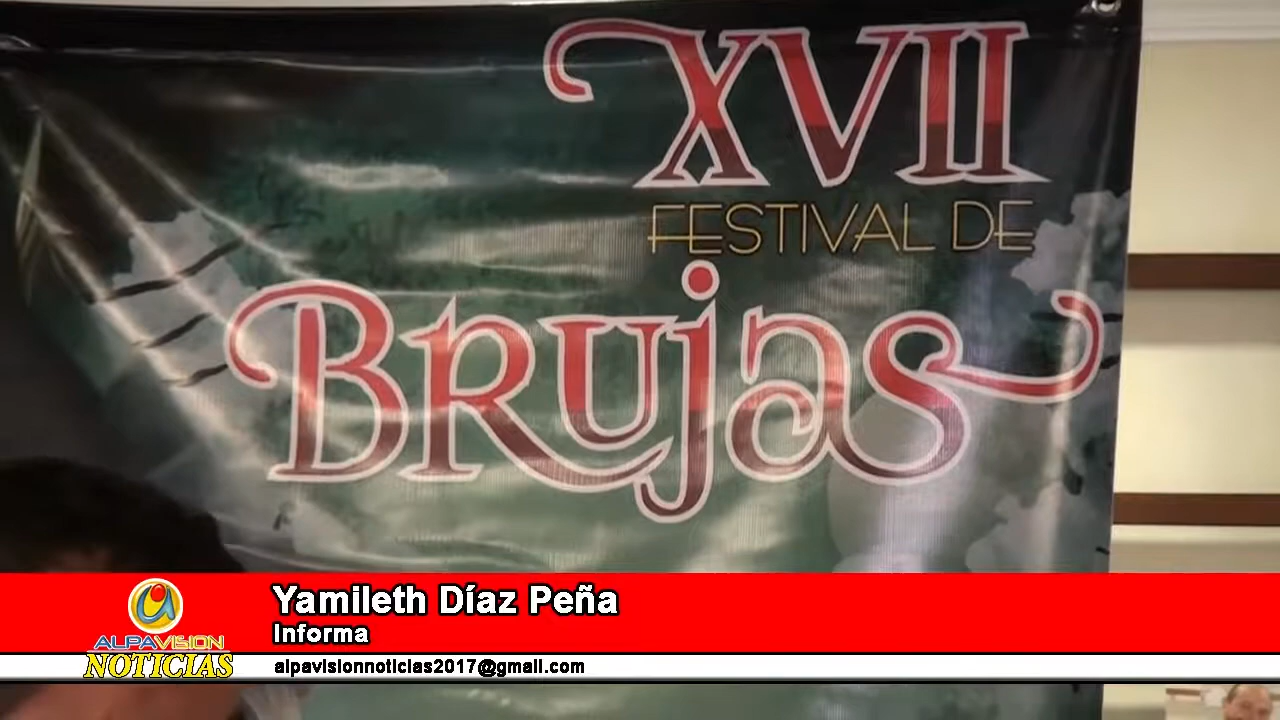 XVII
FESTIVAL DE
Brujas
Yamileth Díaz Peña
Informa
ALPAVISION
NOTICIAS
alpavisionnoticias2017@gmail.com